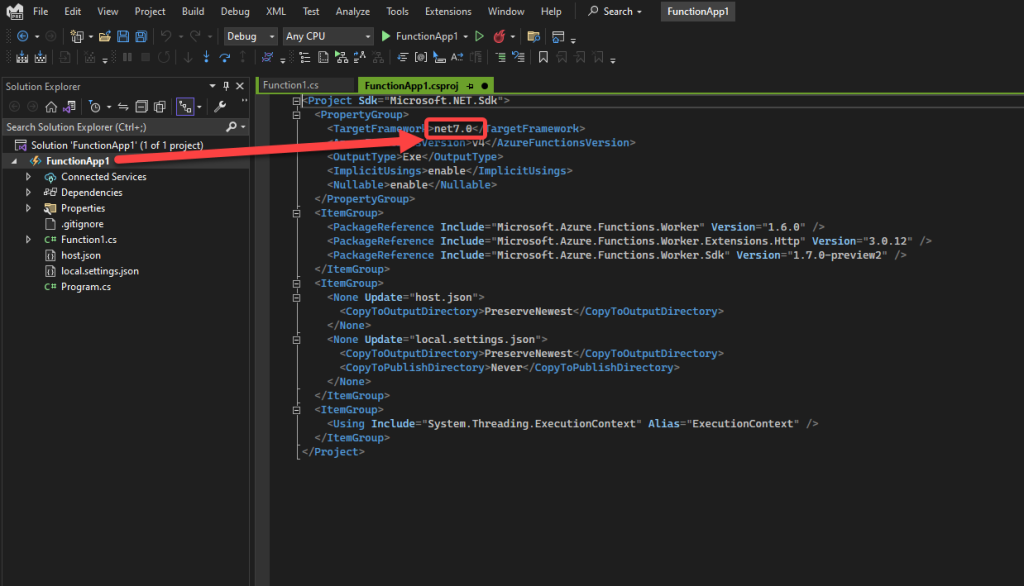 File Edit View Project Build Debug XML Test Analyze Tools Extensions Window Help Search FunctionApp1
Debug Any CPU FunctionApp1
Solution Explorer
Function1.cs FunctionApp1.csproj
Search Solution Explorer (Ctrl+;)
Solution 'FunctionApp1' (1 of 1 project)
FunctionApp1
Connected Services
Dependencies
Properties
.gitignore
C# Function1.cs
host.json
local.settings.json
C# Program.cs
<Project Sdk="Microsoft.NET.Sdk">
<PropertyGroup>
<TargetFramework>net7.0</TargetFramework>
v4</AzureFunctionsVersion>
<OutputType>Exe</OutputType>
<ImplicitUsings>enable</ImplicitUsings>
<Nullable>enable</Nullable>
</PropertyGroup>
<ItemGroup>
<PackageReference Include="Microsoft.Azure.Functions.Worker" Version="1.6.0" />
<PackageReference Include="Microsoft.Azure.Functions.Worker.Extensions.Http" Version="3.0.12" />
<PackageReference Include="Microsoft.Azure.Functions.Worker.Sdk" Version="1.7.0-preview2" />
</ItemGroup>
<ItemGroup>
<None Update="host.json">
<CopyToOutputDirectory>PreserveNewest</CopyToOutputDirectory>
</None>
<None Update="local.settings.json">
<CopyToOutputDirectory>PreserveNewest</CopyToOutputDirectory>
<CopyToPublishDirectory>Never</CopyToPublishDirectory>
</None>
</ItemGroup>
<ItemGroup>
<Using Include="System.Threading.ExecutionContext" Alias="ExecutionContext" />
</ItemGroup>
</Project>